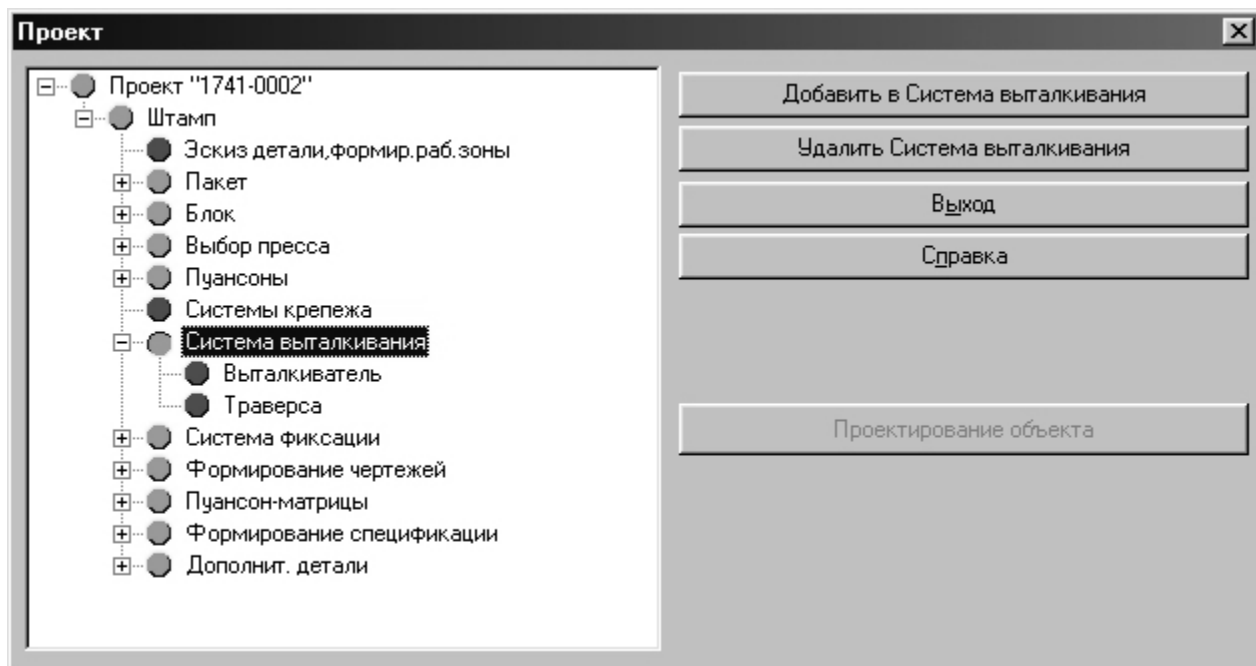 Проект
Проект "1741-0002"
Штамп
Эскиз детали,формир.раб.зоны
Пакет
Блок
Выбор пресса
Пуансоны
Системы крепежа
Система выталкивания
Выталкиватель
Траверса
Система фиксации
Формирование чертежей
Пуансон-матрицы
Формирование спецификации
Дополнит. детали
Добавить в Система выталкивания
Удалить Система выталкивания
Выход
Справка
Проектирование объекта